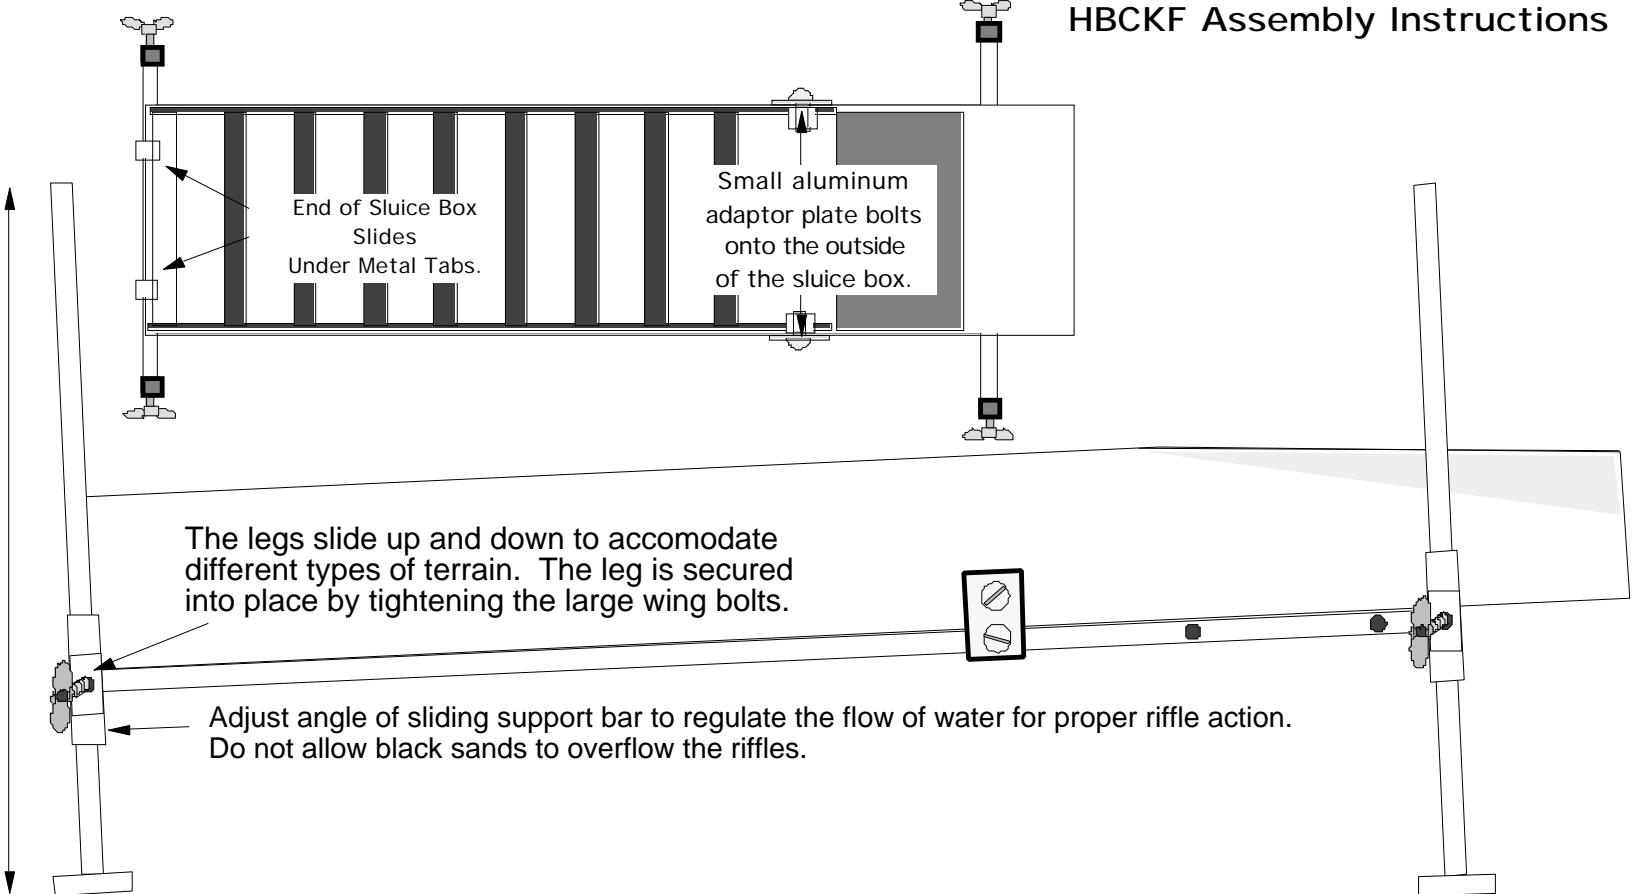 HBCKF Assembly Instructions
End of Sluice Box
Slides
Under Metal Tabs.
Small aluminum
adaptor plate bolts
onto the outside
of the sluice box.
The legs slide up and down to accomodate
different types of terrain.  The leg is secured
into place by tightening the large wing bolts.
Adjust angle of sliding support bar to regulate the flow of water for proper riffle action.
Do not allow black sands to overflow the riffles.